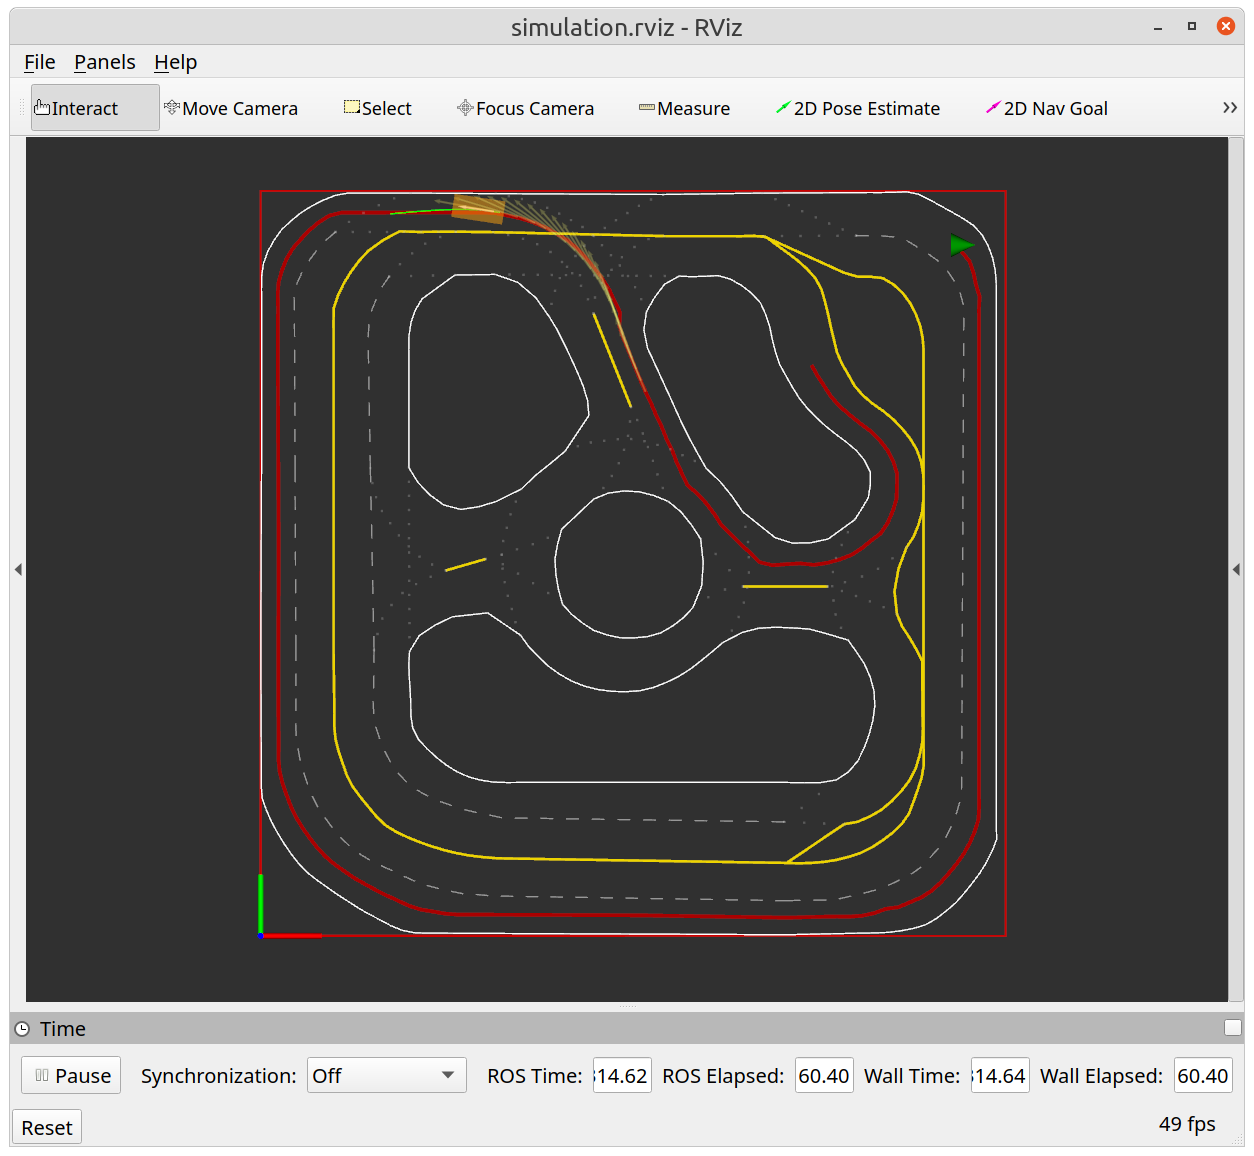 simulation.rviz - RViz
File Panels Help
Interact Move Camera Select Focus Camera Measure 2D Pose Estimate 2D Nav Goal
Time
Pause Synchronization: Off ROS Time: 14.62 ROS Elapsed: 60.40 Wall Time: 14.64 Wall Elapsed: 60.40
Reset 49 fps